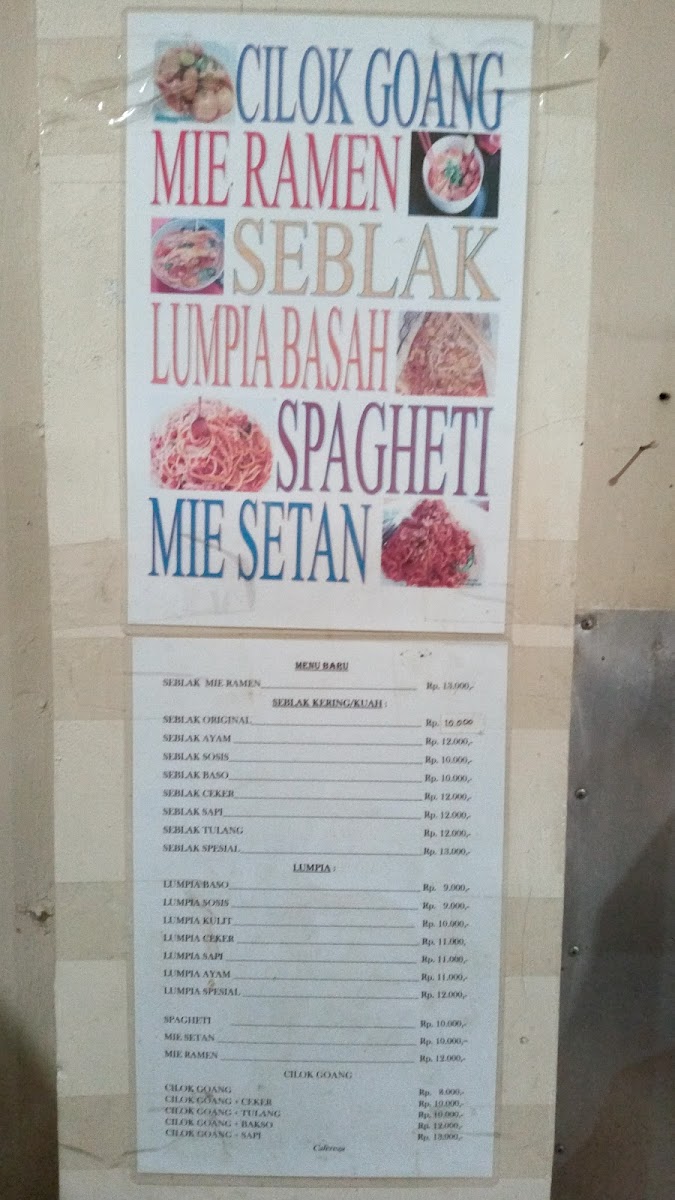 CILOK GOANG
MIE RAMEN
SEBLAK
LUMPIA BASAH
SPAGHETI
MIE SETAN
MENU BARU
SEBLAK MIE RAMEN Rp. 13.000,-
SEBLAK KERING/KUAH :
SEBLAK ORIGINAL Rp. 10.000
SEBLAK AYAM Rp. 12.000,-
SEBLAK SOSIS Rp. 10.000,-
SEBLAK BASO Rp. 10.000,-
SEBLAK CEKER Rp. 12.000,-
SEBLAK SAPI Rp. 12.000,-
SEBLAK TULANG Rp. 12.000,-
SEBLAK SPESIAL Rp. 13.000,-
LUMPIA :
LUMPIA BASO Rp. 9.000,-
LUMPIA SOSIS Rp. 9.000,-
LUMPIA KULIT Rp. 10.000,-
LUMPIA CEKER Rp. 11.000,
LUMPIA SAPI Rp. 11.000,-
LUMPIA AYAM Rp. 11.000,-
LUMPIA SPESIAL Rp. 12.000,-
SPAGHETI Rp. 10.000,-
MIE SETAN Rp. 10.000,-
MIE RAMEN Rp. 12.000,-
CILOK GOANG
CILOK GOANG Rp. 8.000,-
CILOK GOANG + CEKER Rp. 10.000,-
CILOK GOANG + TULANG Rp. 10.000,-
CILOK GOANG + BAKSO Rp. 12.000,-
CILOK GOANG + SAPI Rp. 13.000,-